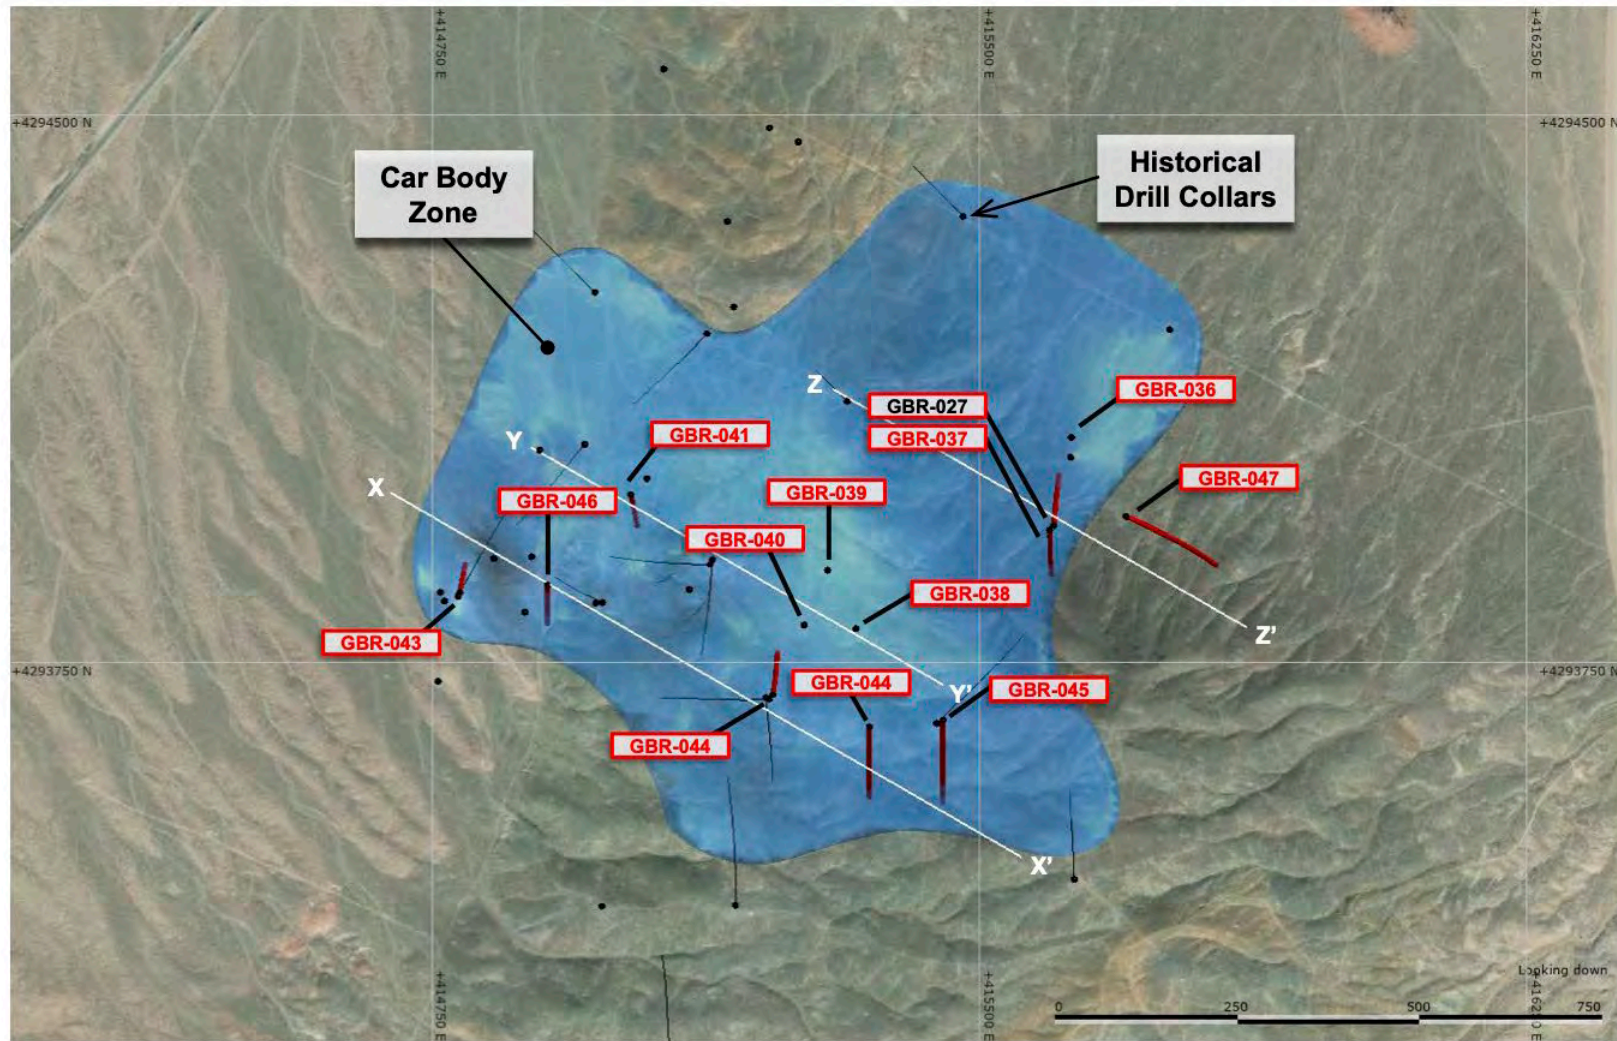 +414750 E
+415500 E
+416250 E
+4294500 N
+4294500 N
Car Body
Zone
Historical
Drill Collars
Z
GBR-027
GBR-036
GBR-037
GBR-041
Y
X
GBR-046
GBR-039
GBR-047
GBR-040
GBR-038
GBR-043
Z’
+4293750 N
+4293750 N
GBR-044
Y’
GBR-045
GBR-044
X’
Looking down
+414750 E
+415500 E
+416250 E
0
250
500
750